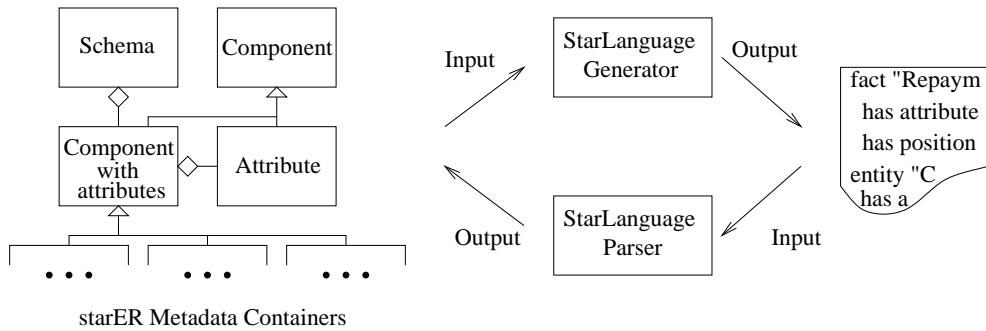 Schema
Component
Component
with
attributes
Attribute
starER Metadata Containers
Input
StarLanguage
Generator
Output
Output
StarLanguage
Parser
Input
fact "Repaym
has attribute
has position
entity "C
has a